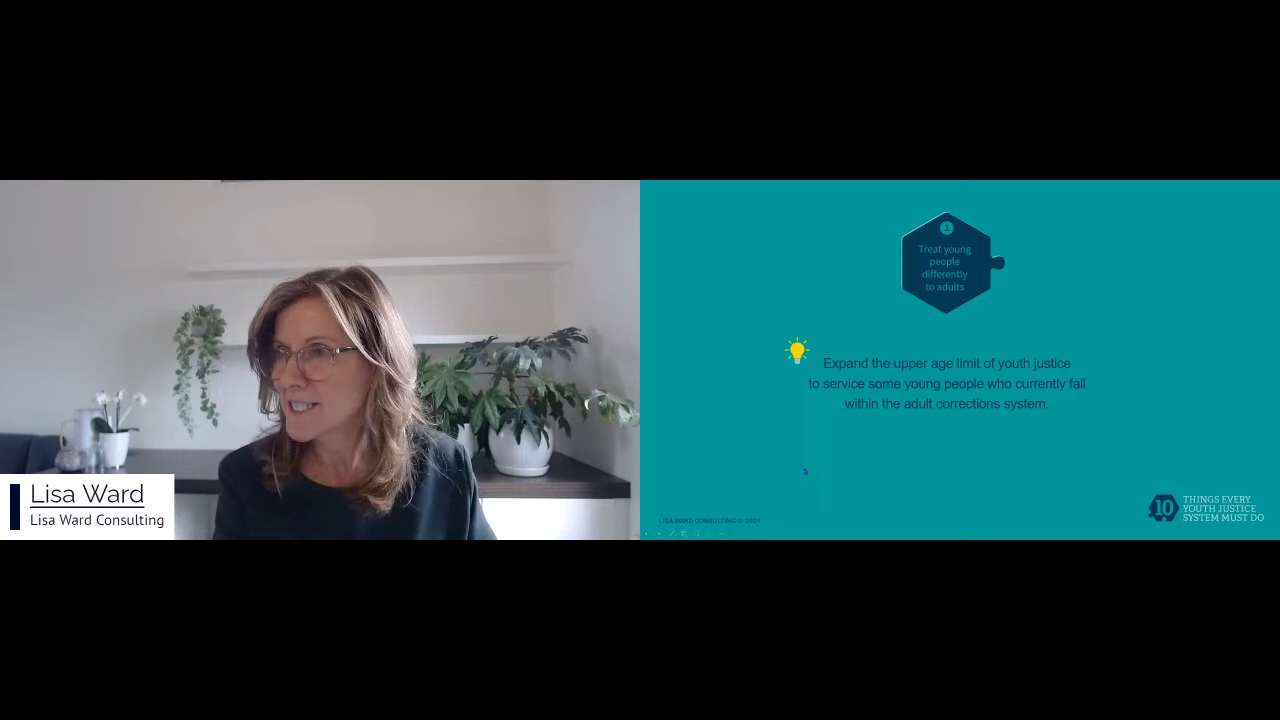 Lisa Ward
Lisa Ward Consulting
1
Treat young
people
differently
to adults
Expand the upper age limit of youth justice
to service some young people who currently fall
within the adult corrections system.
LISA WARD CONSULTING © 2021
10
THINGS EVERY
YOUTH JUSTICE
SYSTEM MUST DO